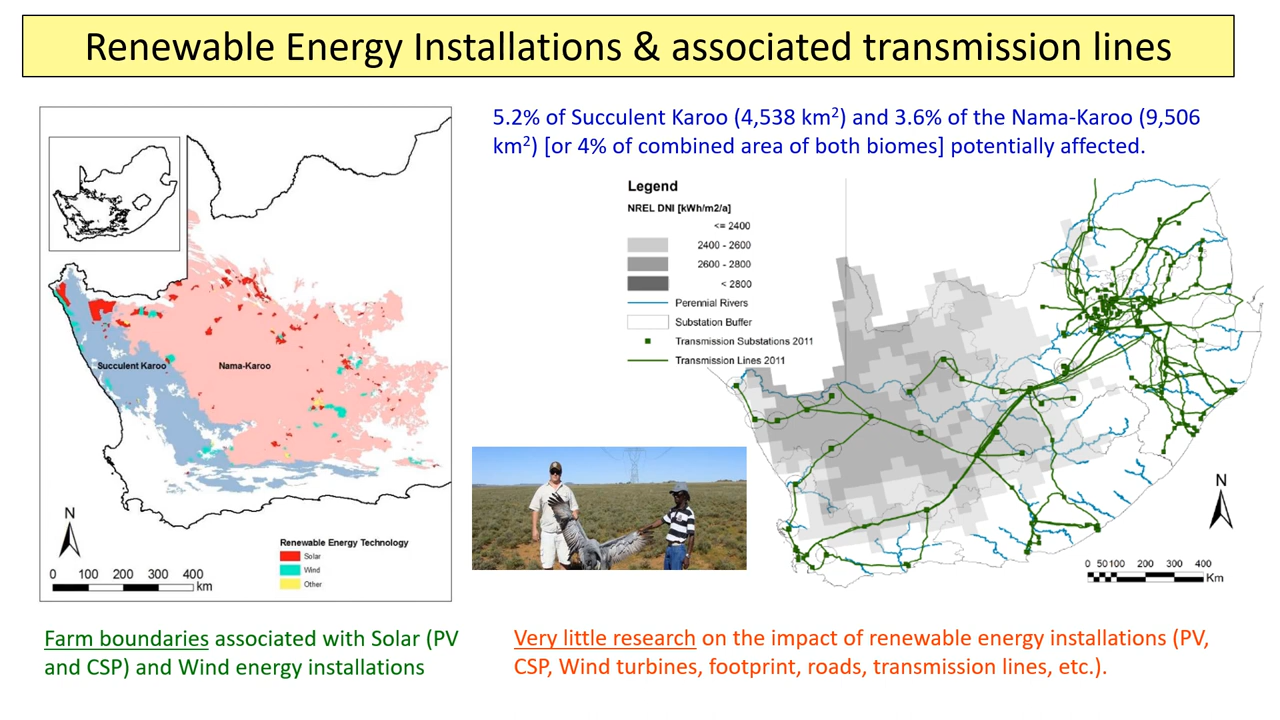 Renewable Energy Installations & associated transmission lines
5.2% of Succulent Karoo (4,538 km²) and 3.6% of the Nama-Karoo (9,506
km²) [or 4% of combined area of both biomes] potentially affected.
Succulent Karoo
Nama-Karoo
N
0 100 200 300 400
km
Renewable Energy Technology
Solar
Wind
Other
Legend
NREL DNI [kWh/m2/a]
<= 2400
2400 - 2600
2600 - 2800
< 2800
Perennial Rivers
Substation Buffer
Transmission Substations 2011
Transmission Lines 2011
N
0 50 100 200 300 400
Km
Farm boundaries associated with Solar (PV
and CSP) and Wind energy installations
Very little research on the impact of renewable energy installations (PV,
CSP, Wind turbines, footprint, roads, transmission lines, etc.).